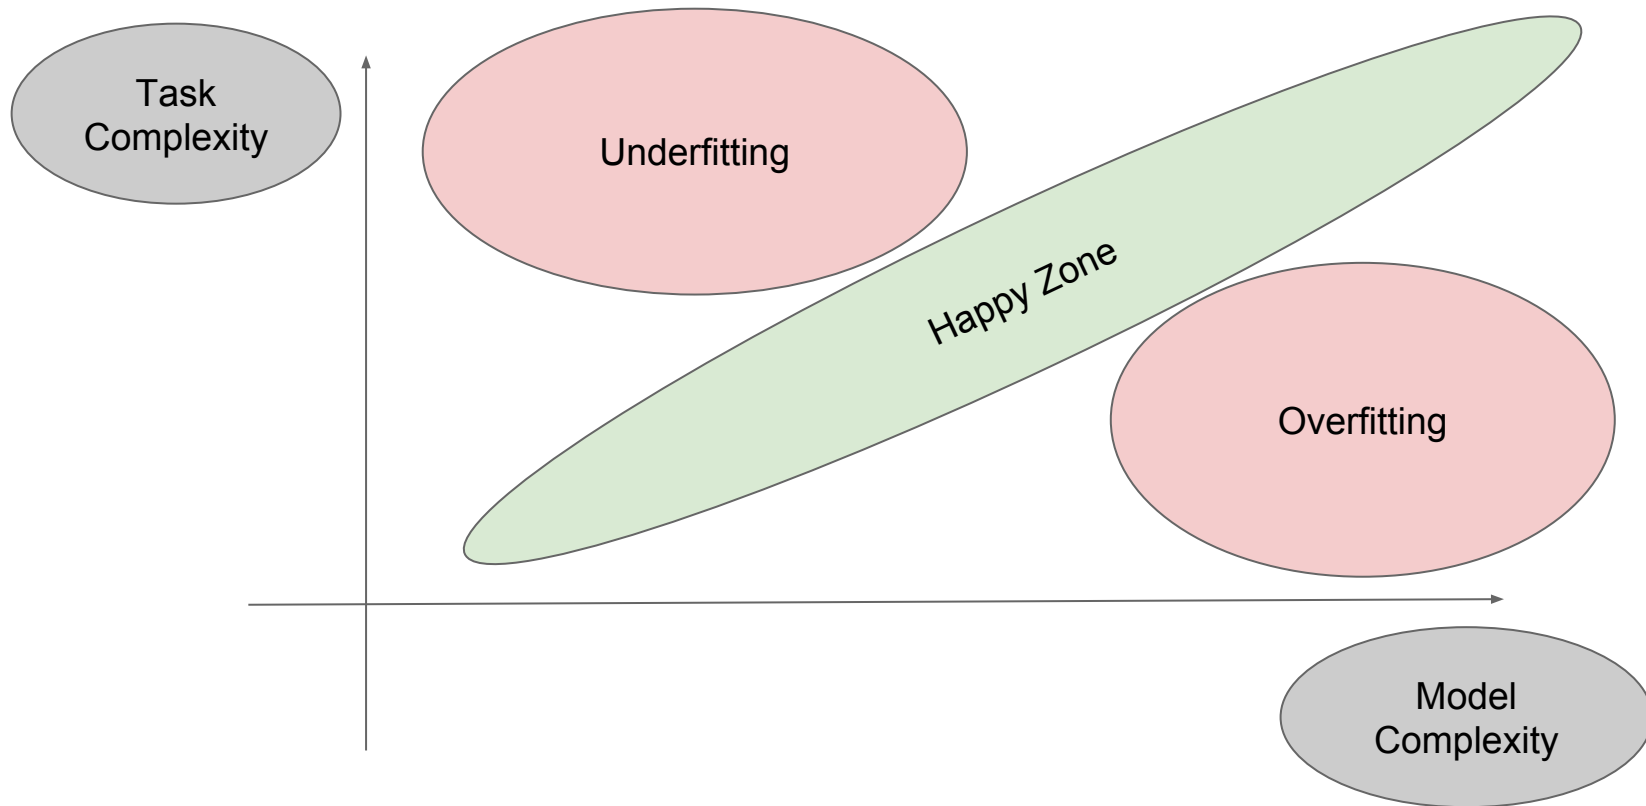 Task
Complexity
Underfitting
Happy Zone
Overfitting
Model
Complexity